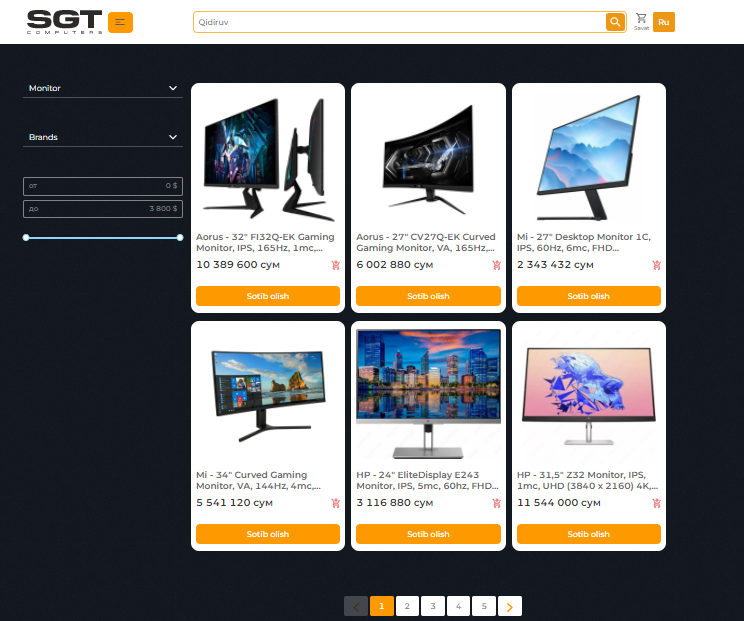 SGT
COMPUTERS
Qidiruv
Savat
Ru
Monitor
Brands
от
0 $
до
3 800 $
Aorus - 32" FI32Q-EK Gaming
Monitor, IPS, 165Hz, 1mc,...
10 389 600 сум
Sotib olish
Aorus - 27" CV27Q-EK Curved
Gaming Monitor, VA, 165Hz,...
6 002 880 сум
Sotib olish
Mi - 27" Desktop Monitor 1C,
IPS, 60Hz, 6mc, FHD...
2 343 432 сум
Sotib olish
Mi - 34" Curved Gaming
Monitor, VA, 144Hz, 4mc,...
5 541 120 сум
Sotib olish
HP - 24" EliteDisplay E243
Monitor, IPS, 5mc, 60hz, FHD...
3 116 880 сум
Sotib olish
HP - 31,5" Z32 Monitor, IPS,
1mc, UHD (3840 x 2160) 4K,...
11 544 000 сум
Sotib olish
1
2
3
4
5